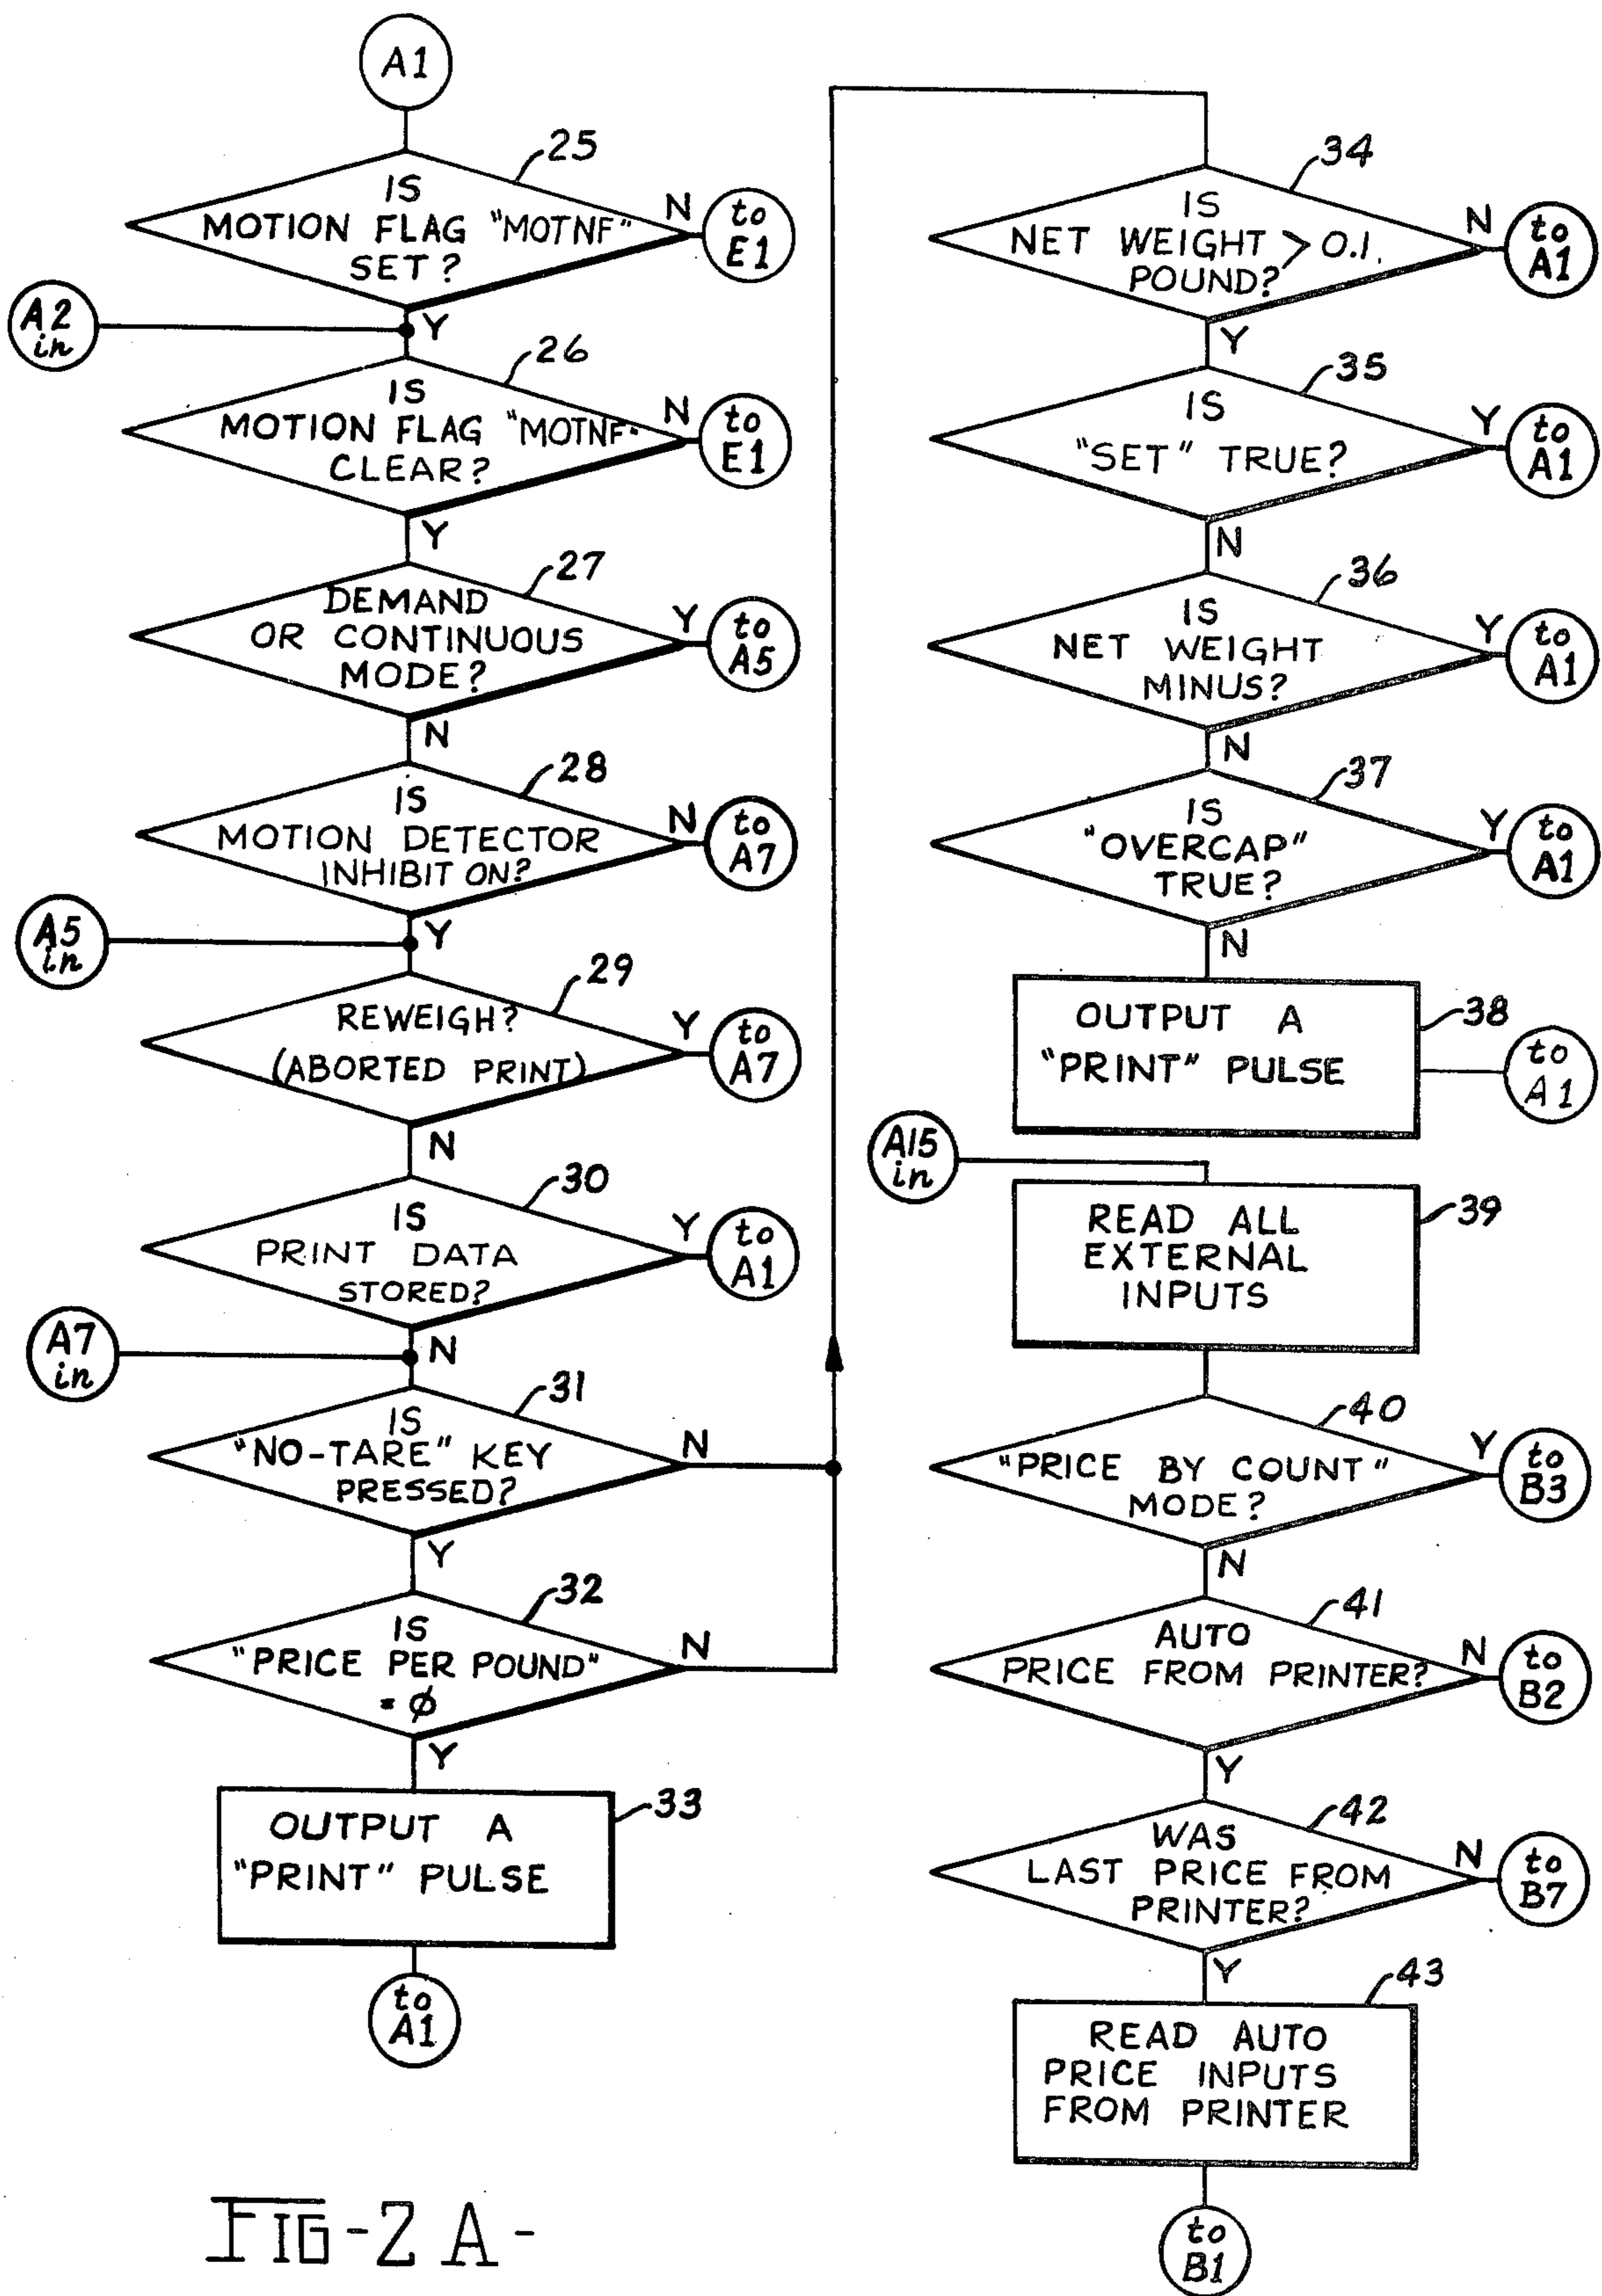 A1
25
IS
MOTION FLAG "MOTNF"
SET?
N
to
E1
A2
in
Y
26
IS
MOTION FLAG "MOTNF"
CLEAR?
N
to
E1
Y
27
DEMAND
OR CONTINUOUS
MODE?
Y
to
A5
N
28
IS
MOTION DETECTOR
INHIBIT ON?
N
to
A7
A5
in
Y
29
REWEIGH?
(ABORTED PRINT)
Y
to
A7
N
30
IS
PRINT DATA
STORED?
Y
to
A1
A7
in
N
31
IS
"NO-TARE" KEY
PRESSED?
N
Y
32
IS
"PRICE PER POUND"
= ϕ
N
Y
33
OUTPUT A
"PRINT" PULSE
to
A1
34
IS
NET WEIGHT > 0.1
POUND?
N
to
A1
Y
35
IS
"SET" TRUE?
Y
to
A1
N
36
IS
NET WEIGHT
MINUS?
Y
to
A1
N
37
IS
"OVERCAP"
TRUE?
Y
to
A1
N
38
OUTPUT A
"PRINT" PULSE
to
A1
A15
in
39
READ ALL
EXTERNAL
INPUTS
40
"PRICE BY COUNT"
MODE?
Y
to
B3
N
41
AUTO
PRICE FROM PRINTER?
N
to
B2
Y
42
WAS
LAST PRICE FROM
PRINTER?
N
to
B7
Y
43
READ AUTO
PRICE INPUTS
FROM PRINTER
to
B1
FIG-2 A-